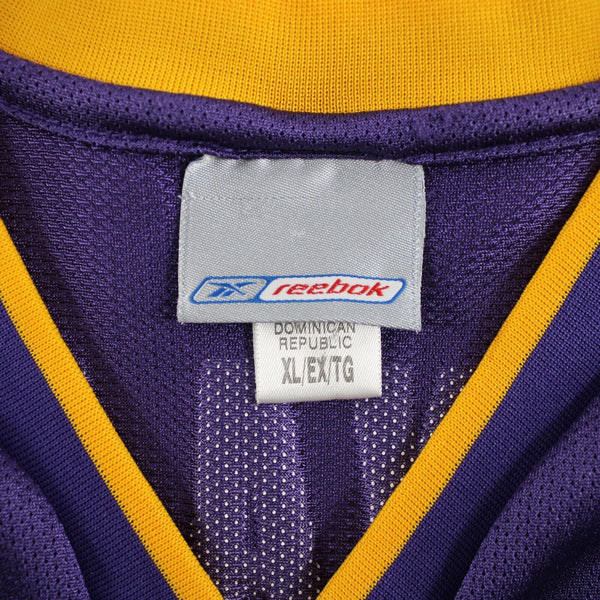 reebok
DOMINICAN
REPUBLIC
XL/EX/TG